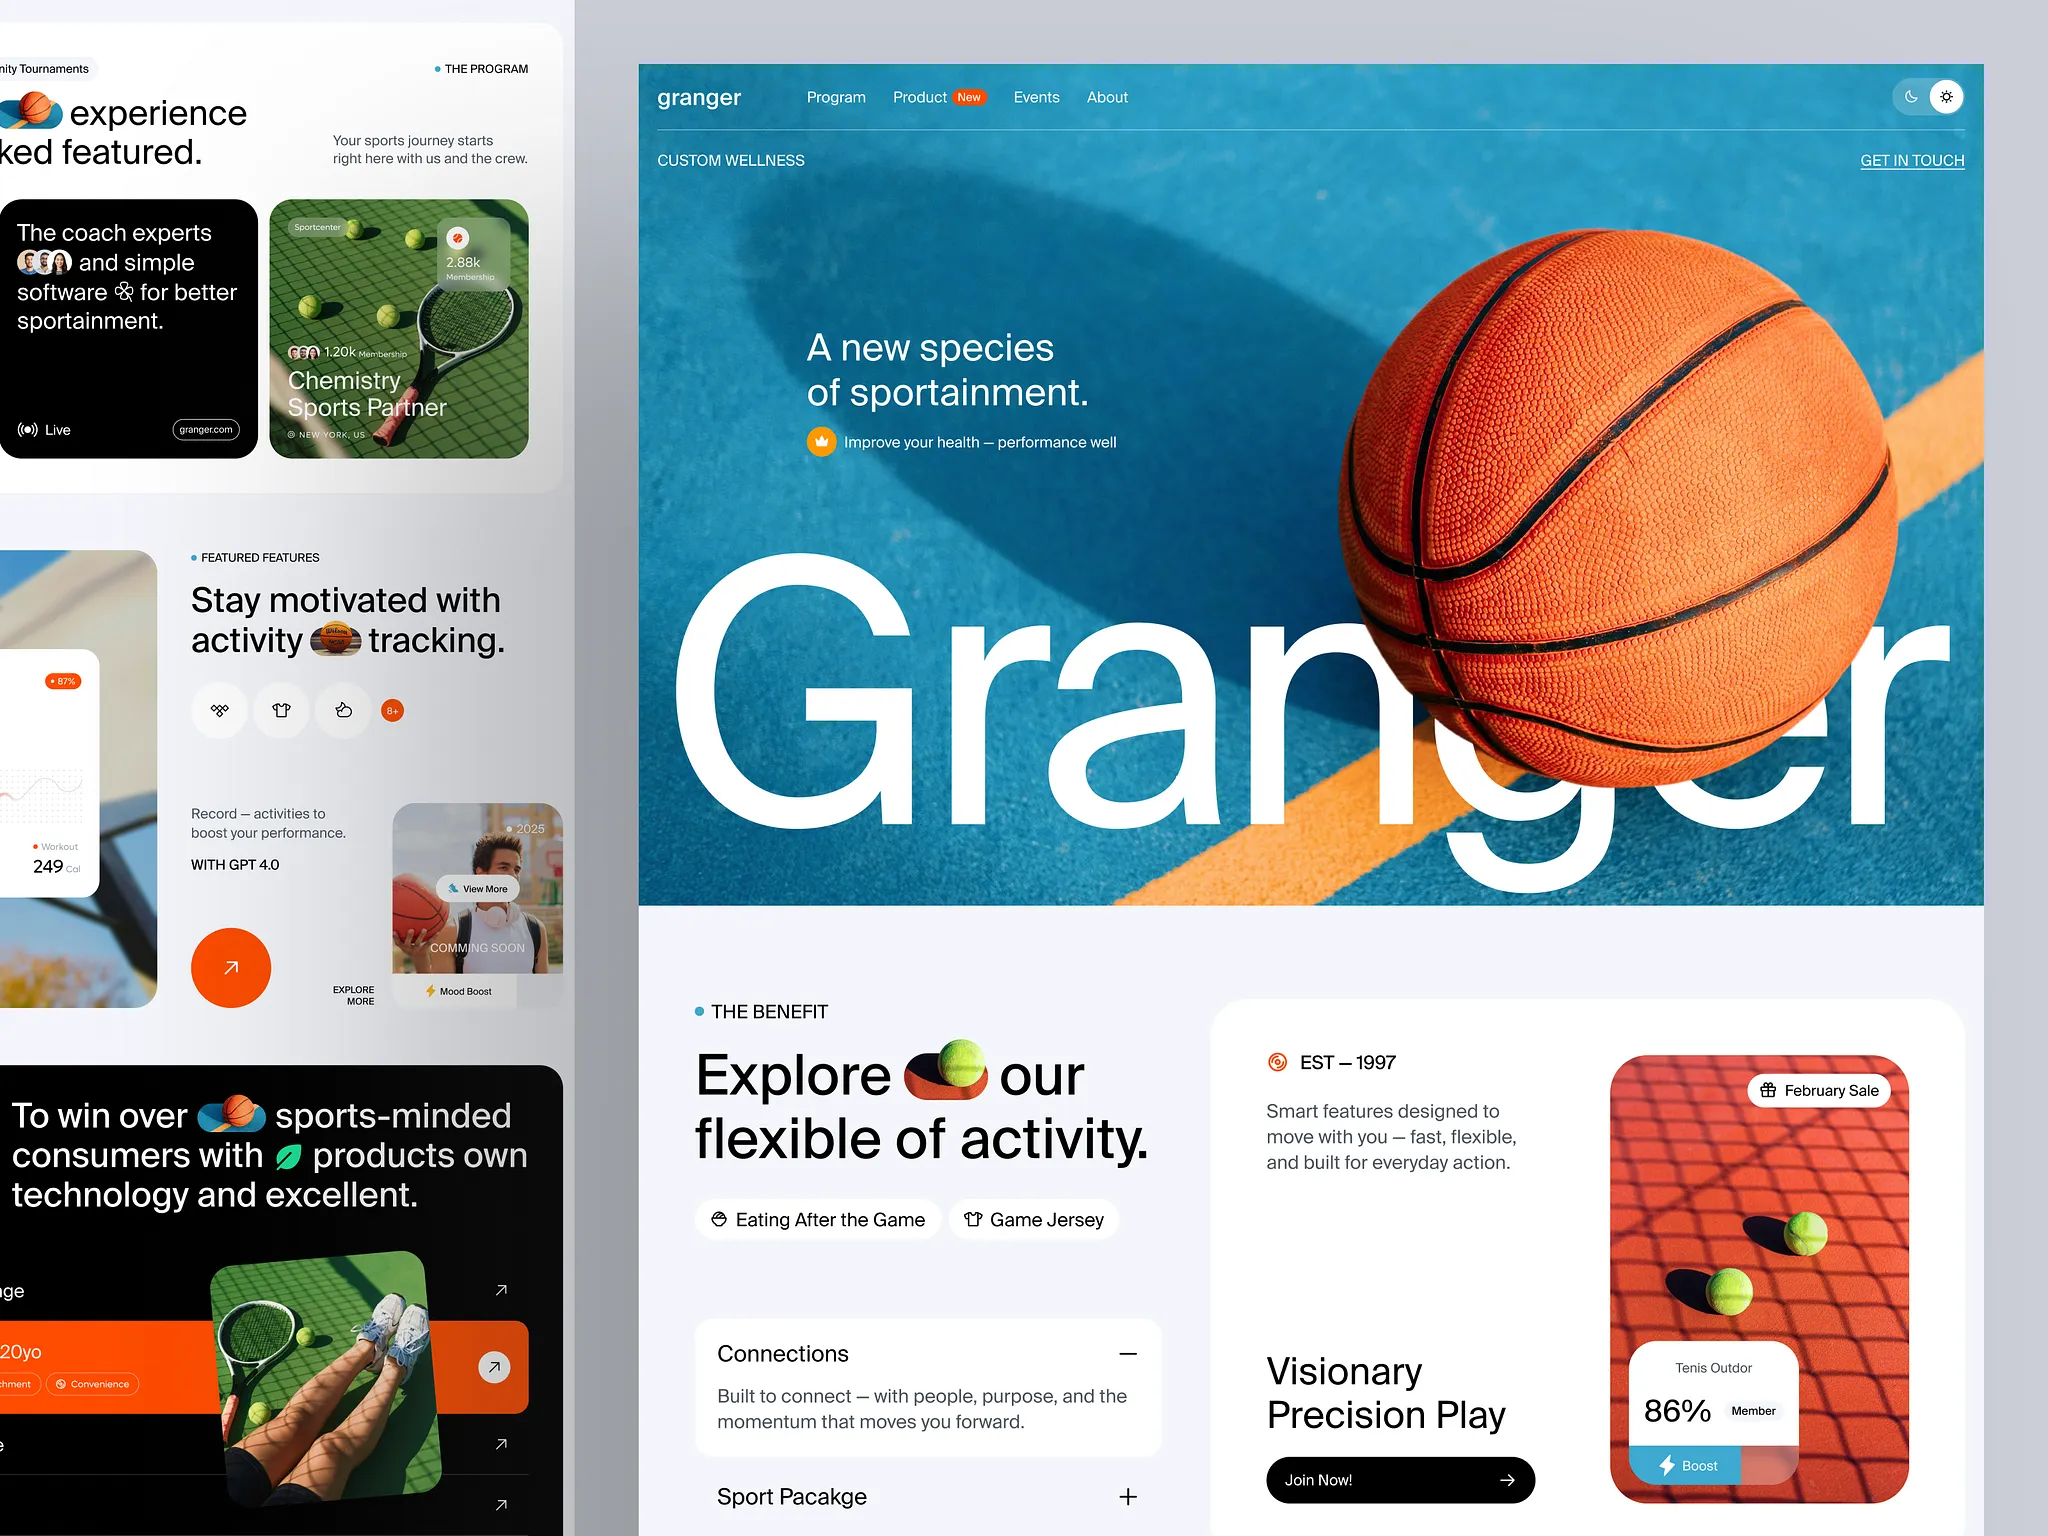 nity Tournaments
THE PROGRAM
experience
ked featured.
Your sports journey starts
right here with us and the crew.
The coach experts
and simple
software for better
sportainment.
Live
granger.com
Sportcenter
2.88k
Membership
1.20k Membership
Chemistry
Sports Partner
NEW YORK, US
87%
Workout
249 Cal
FEATURED FEATURES
Stay motivated with
activity tracking.
Wilson
8+
Record – activities to
boost your performance.
WITH GPT 4.0
EXPLORE
MORE
2025
View More
COMMING SOON
Mood Boost
To win over sports-minded
consumers with products own
technology and excellent.
age
20yo
chment
Convenience
e
granger
Program
Product New
Events
About
CUSTOM WELLNESS
GET IN TOUCH
A new species
of sportainment.
Improve your health – performance well
Granger
THE BENEFIT
Explore our
flexible of activity.
Eating After the Game
Game Jersey
Connections
Built to connect – with people, purpose, and the
momentum that moves you forward.
Sport Pacakge
EST – 1997
Smart features designed to
move with you – fast, flexible,
and built for everyday action.
Visionary
Precision Play
Join Now!
February Sale
Tenis Outdor
86% Member
Boost